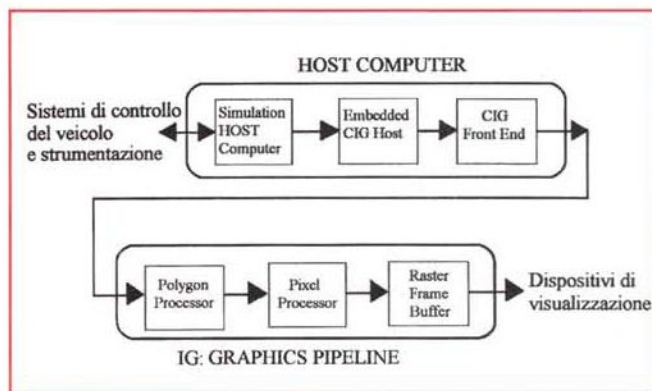 HOST COMPUTER
Sistemi di controllo
del veicolo
e strumentazione
Simulation
HOST
Computer
Embedded
CIG Host
CIG
Front End
Polygon
Processor
Pixel
Processor
Raster
Frame
Buffer
Dispositivi di
visualizzazione
IG: GRAPHICS PIPELINE